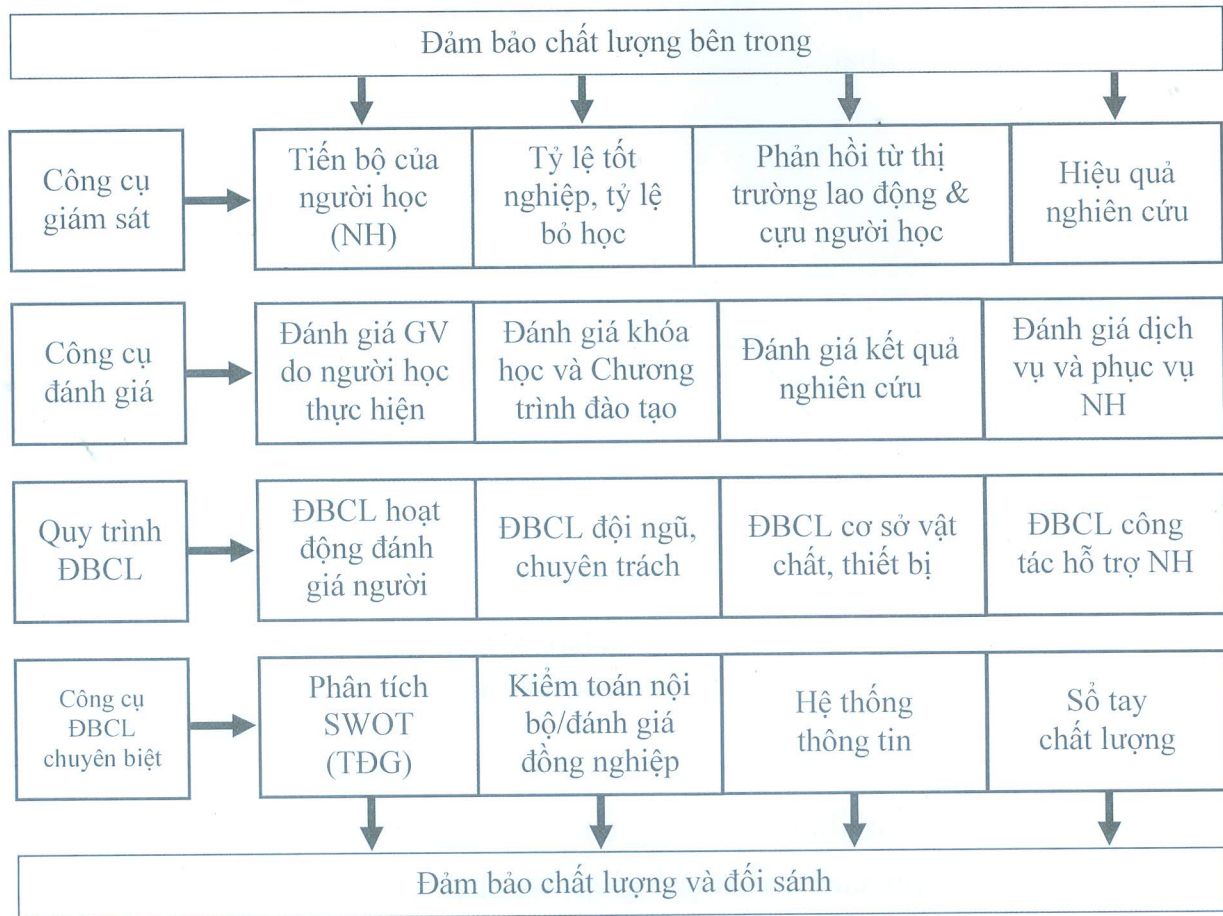 Đảm bảo chất lượng bên trong
Công cụ
giám sát
Tiến bộ của
người học
(NH)
Tỷ lệ tốt
nghiệp, tỷ lệ
bỏ học
Phản hồi từ thị
trường lao động &
cựu người học
Hiệu quả
nghiên cứu
Công cụ
đánh giá
Đánh giá GV
do người học
thực hiện
Đánh giá khóa
học và Chương
trình đào tạo
Đánh giá kết quả
nghiên cứu
Đánh giá dịch
vụ và phục vụ
NH
Quy trình
ĐBCL
ĐBCL hoạt
động đánh
giá người
ĐBCL đội ngũ,
chuyên trách
ĐBCL cơ sở vật
chất, thiết bị
ĐBCL công
tác hỗ trợ NH
Công cụ
ĐBCL
chuyên biệt
Phân tích
SWOT
(TĐG)
Kiểm toán nội
bộ/đánh giá
đồng nghiệp
Hệ thống
thông tin
Sổ tay
chất lượng
Đảm bảo chất lượng và đối sánh